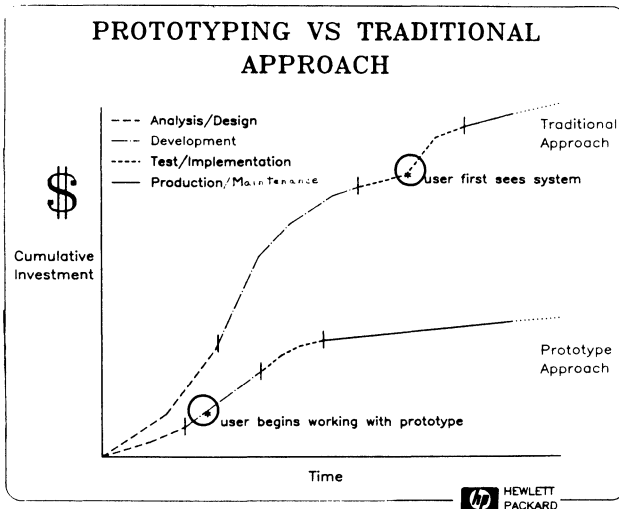 PROTOTYPING VS TRADITIONAL
APPROACH
Analysis/Design
Development
Test/Implementation
Production/Maintenance
$
Cumulative
Investment
Traditional
Approach
* user first sees system
Prototype
Approach
* user begins working with prototype
Time
hp HEWLETT
PACKARD